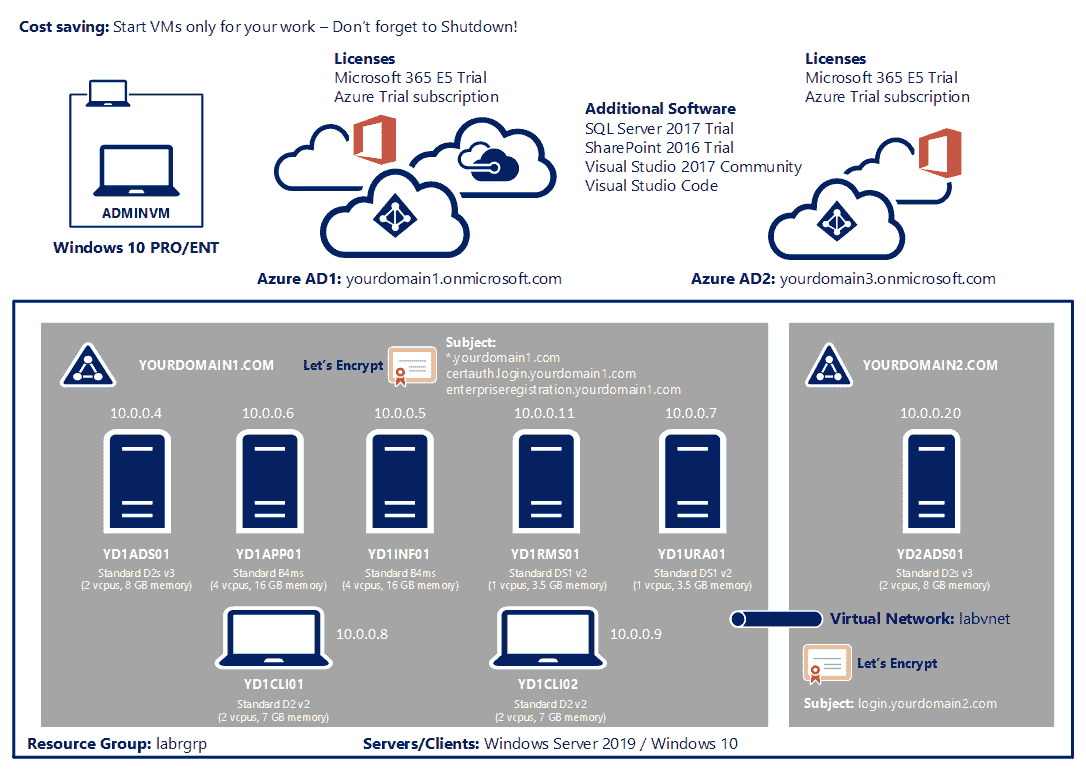 Cost saving: Start VMs only for your work – Don't forget to Shutdown!
Licenses
Microsoft 365 E5 Trial
Azure Trial subscription
Additional Software
SQL Server 2017 Trial
SharePoint 2016 Trial
Visual Studio 2017 Community
Visual Studio Code
Licenses
Microsoft 365 E5 Trial
Azure Trial subscription
ADMINVM
Windows 10 PRO/ENT
Azure AD1: yourdomain1.onmicrosoft.com
Azure AD2: yourdomain3.onmicrosoft.com
YOURDOMAIN1.COM
Let's Encrypt
Subject:
*.yourdomain1.com
certauth.login.yourdomain1.com
enterpriseregistration.yourdomain1.com
10.0.0.4
10.0.0.6
10.0.0.5
10.0.0.11
10.0.0.7
YD1ADS01
Standard D2s v3
(2 vcpus, 8 GB memory)
YD1APP01
Standard B4ms
(4 vcpus, 16 GB memory)
YD1INF01
Standard B4ms
(4 vcpus, 16 GB memory)
YD1RMS01
Standard DS1 v2
(1 vcpus, 3.5 GB memory)
YD1URA01
Standard DS1 v2
(1 vcpus, 3.5 GB memory)
10.0.0.8
YD1CLI01
Standard D2 v2
(2 vcpus, 7 GB memory)
10.0.0.9
YD1CLI02
Standard D2 v2
(2 vcpus, 7 GB memory)
YOURDOMAIN2.COM
10.0.0.20
YD2ADS01
Standard D2s v3
(2 vcpus, 8 GB memory)
Virtual Network: labvnet
Let's Encrypt
Subject: login.yourdomain2.com
Resource Group: labrgrp
Servers/Clients: Windows Server 2019 / Windows 10